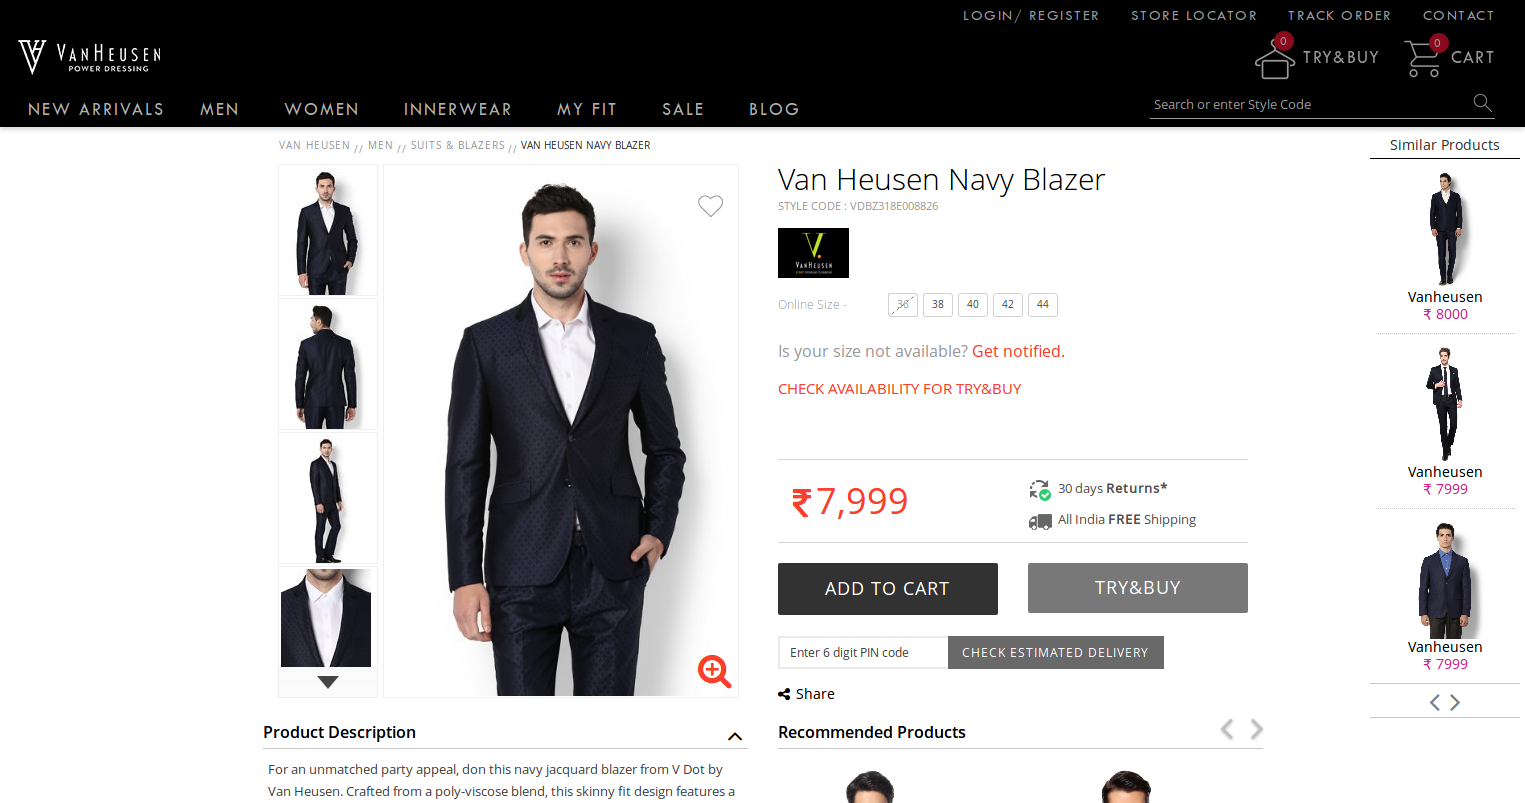 LOGIN/ REGISTER STORE LOCATOR TRACK ORDER CONTACT
VANHEUSEN
POWER DRESSING
0 TRY&BUY 0 CART
NEW ARRIVALS MEN WOMEN INNERWEAR MY FIT SALE BLOG
Search or enter Style Code
VAN HEUSEN // MEN // SUITS & BLAZERS // VAN HEUSEN NAVY BLAZER
Van Heusen Navy Blazer
STYLE CODE : VDBZ318E008826
V.
VANHEUSEN
Online Size - 36 38 40 42 44
Is your size not available? Get notified.
CHECK AVAILABILITY FOR TRY&BUY
₹7,999
30 days Returns*
All India FREE Shipping
ADD TO CART TRY&BUY
Enter 6 digit PIN code CHECK ESTIMATED DELIVERY
Share
Product Description
For an unmatched party appeal, don this navy jacquard blazer from V Dot by
Van Heusen. Crafted from a poly-viscose blend, this skinny fit design features a
Recommended Products
Similar Products
Vanheusen
₹ 8000
Vanheusen
₹ 7999
Vanheusen
₹ 7999